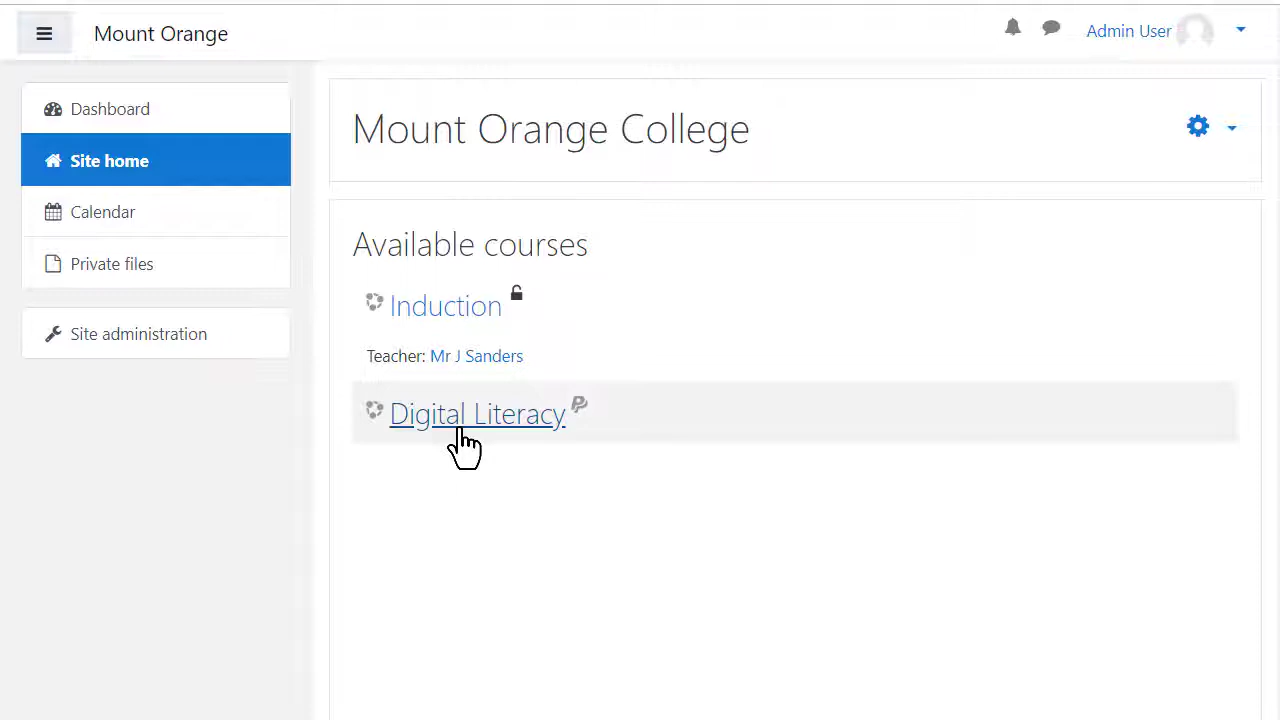 Mount Orange
Admin User
Dashboard
Site home
Calendar
Private files
Site administration
Mount Orange College
Available courses
Induction
Teacher: Mr J Sanders
Digital Literacy